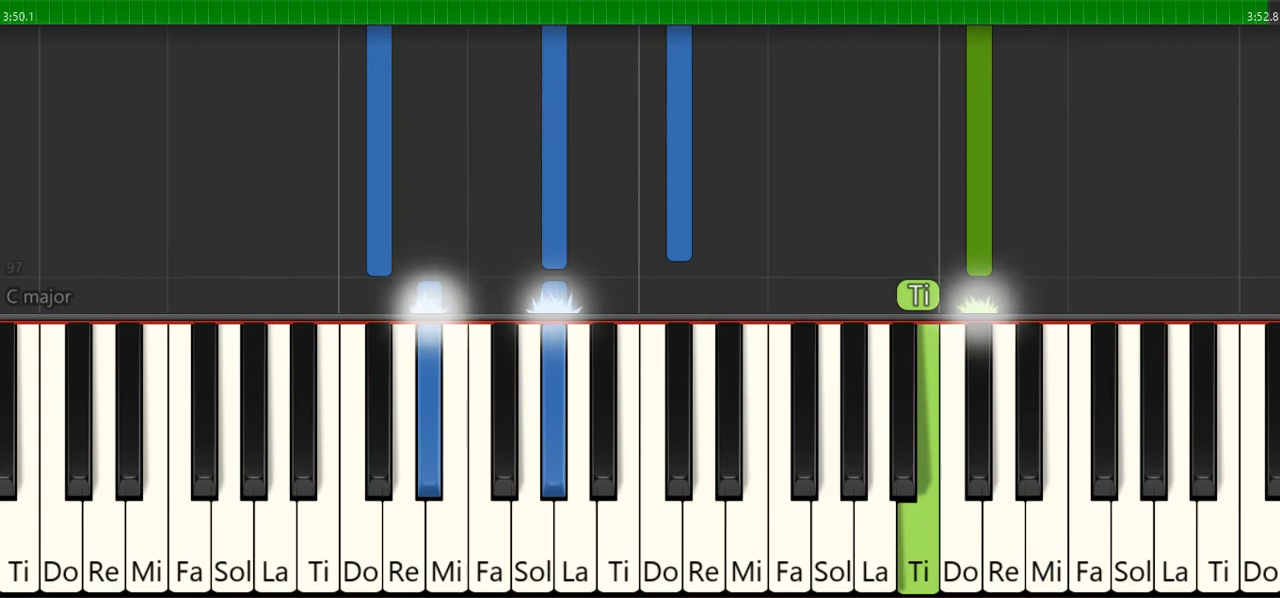 3:50.1 3:52.8
97
C major
Ti
Ti Do Re Mi Fa Sol La Ti Do Re Mi Fa Sol La Ti Do Re Mi Fa Sol La Ti Do Re Mi Fa Sol La Ti Do